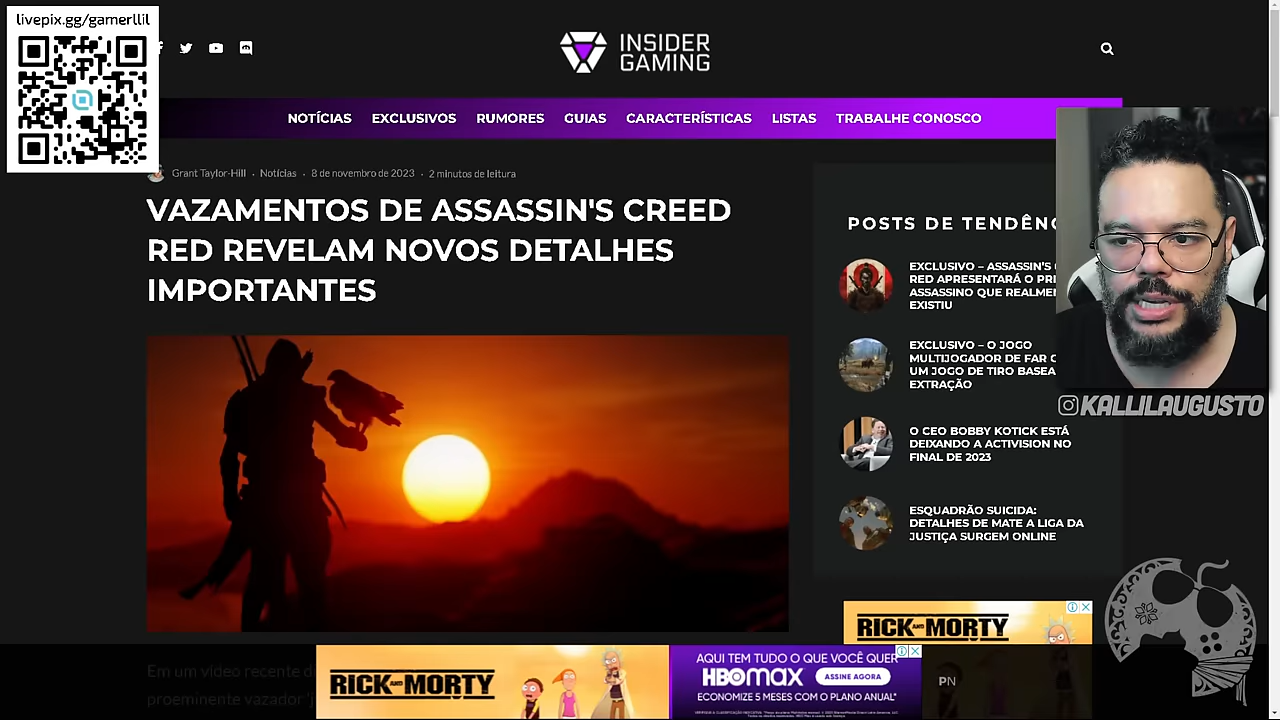 livepix.gg/gamerllil
INSIDER
GAMING
NOTÍCIAS EXCLUSIVOS RUMORES GUIAS CARACTERÍSTICAS LISTAS TRABALHE CONOSCO
Grant Taylor-Hill . Notícias . 8 de novembro de 2023 . 2 minutos de leitura
VAZAMENTOS DE ASSASSIN'S CREED
RED REVELAM NOVOS DETALHES
IMPORTANTES
POSTS DE TENDÊNC
EXCLUSIVO – ASSASSIN'S
RED APRESENTARÁ O PRI
ASSASSINO QUE REALMEN
EXISTIU
EXCLUSIVO – O JOGO
MULTIJOGADOR DE FAR C
UM JOGO DE TIRO BASEA
EXTRAÇÃO
@KALLILAUGUSTO
O CEO BOBBY KOTICK ESTÁ
DEIXANDO A ACTIVISION NO
FINAL DE 2023
ESQUADRÃO SUICIDA:
DETALHES DE MATE A LIGA DA
JUSTIÇA SURGEM ONLINE
RICK AND MORTY
Em um vídeo recente d
proeminente vazador 'j
RICK AND MORTY
AQUI TEM TUDO O QUE VOCÊ QUER
HBOMAX
ASSINE AGORA
ECONOMIZE 5 MESES COM O PLANO ANUAL*
PN